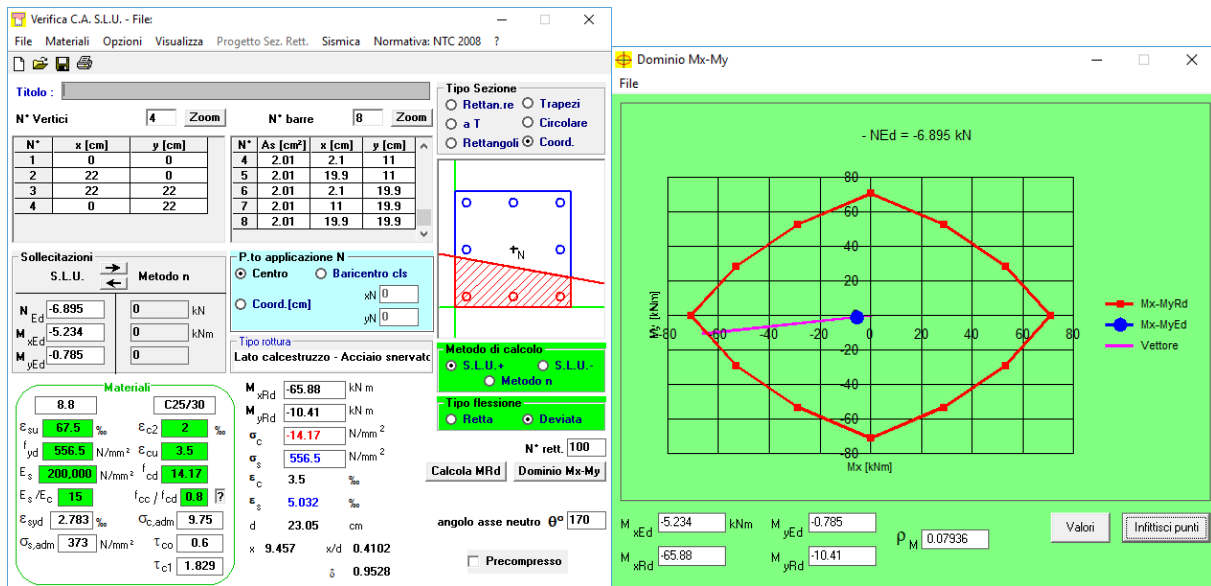 Verifica C.A. S.L.U. - File:
File Materiali Opzioni Visualizza Progetto Sez. Rett. Sismica Normativa: NTC 2008 ?
Titolo :
N° Vertici 4 Zoom N° barre 8 Zoom
N° x [cm] y [cm]
1 0 0
2 22 0
3 22 22
4 0 22
N° As [cm²] x [cm] y [cm]
4 2.01 2.1 11
5 2.01 19.9 11
6 2.01 2.1 19.9
7 2.01 11 19.9
8 2.01 19.9 19.9
Tipo Sezione
Rettan.re Trapezi
a T Circolare
Rettangoli Coord.
N
Sollecitazioni
S.L.U. Metodo n
N Ed -6.895 0 kN
M xEd -5.234 0 kNm
M yEd -0.785 0
P.to applicazione N
Centro Baricentro cls
Coord.[cm]
xN 0
yN 0
Tipo rottura
Lato calcestruzzo - Acciaio snervato
Metodo di calcolo
S.L.U.+ S.L.U.-
Metodo n
Tipo flessione
Retta Deviata
N° rett. 100
Calcola MRd Dominio Mx-My
angolo asse neutro θ° 170
Precompresso
Materiali
8.8 C25/30
εsu 67.5 ‰ εc2 2 ‰
fyd 556.5 N/mm² εcu 3.5
Es 200,000 N/mm² fcd 14.17
Es/Ec 15 fcc / fcd 0.8 ?
εsyd 2.783 ‰ σc,adm 9.75
σs,adm 373 N/mm² τco 0.6
τc1 1.829
M xRd -65.88 kN m
M yRd -10.41 kN m
σc -14.17 N/mm²
σs 556.5 N/mm²
εc 3.5 ‰
εs 5.032 ‰
d 23.05 cm
x 9.457 x/d 0.4102
δ 0.9528
Dominio Mx-My
File
- NEd = -6.895 kN
80
60
40
20
-80 -60 -40 -20 0 20 40 60 80
-20
-40
-60
-80
Mx [kNm]
Mx-MyRd
Mx-MyEd
Vettore
M xEd -5.234 kNm M yEd -0.785
M xRd -65.88 M yRd -10.41
ρM 0.07936
Valori Infittisci punti